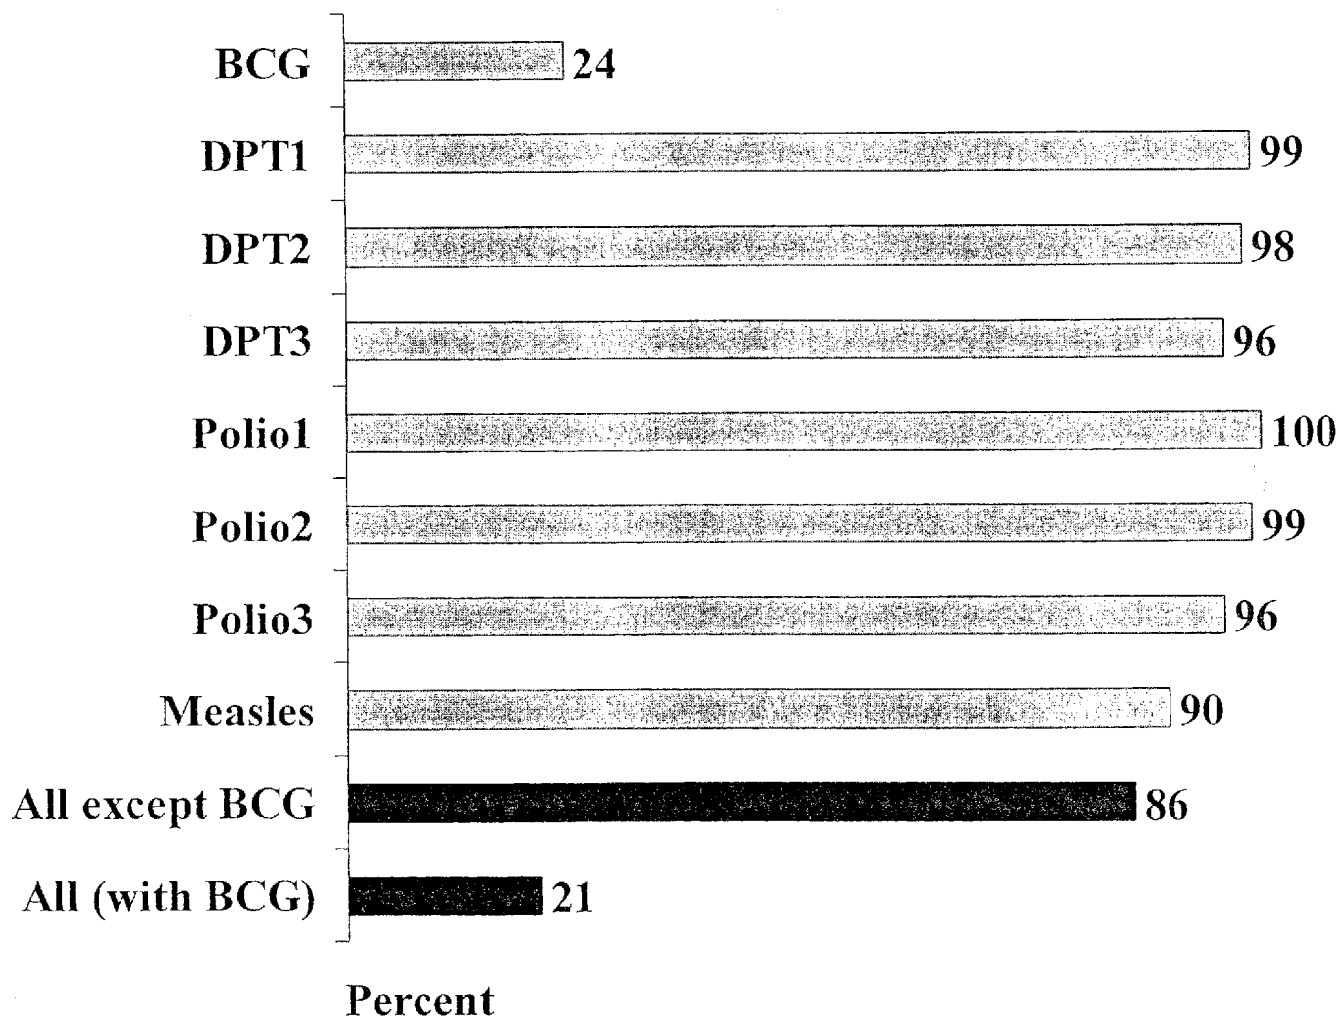 BCG 24
DPT1 99
DPT2 98
DPT3 96
Polio1 100
Polio2 99
Polio3 96
Measles 90
All except BCG 86
All (with BCG) 21
Percent